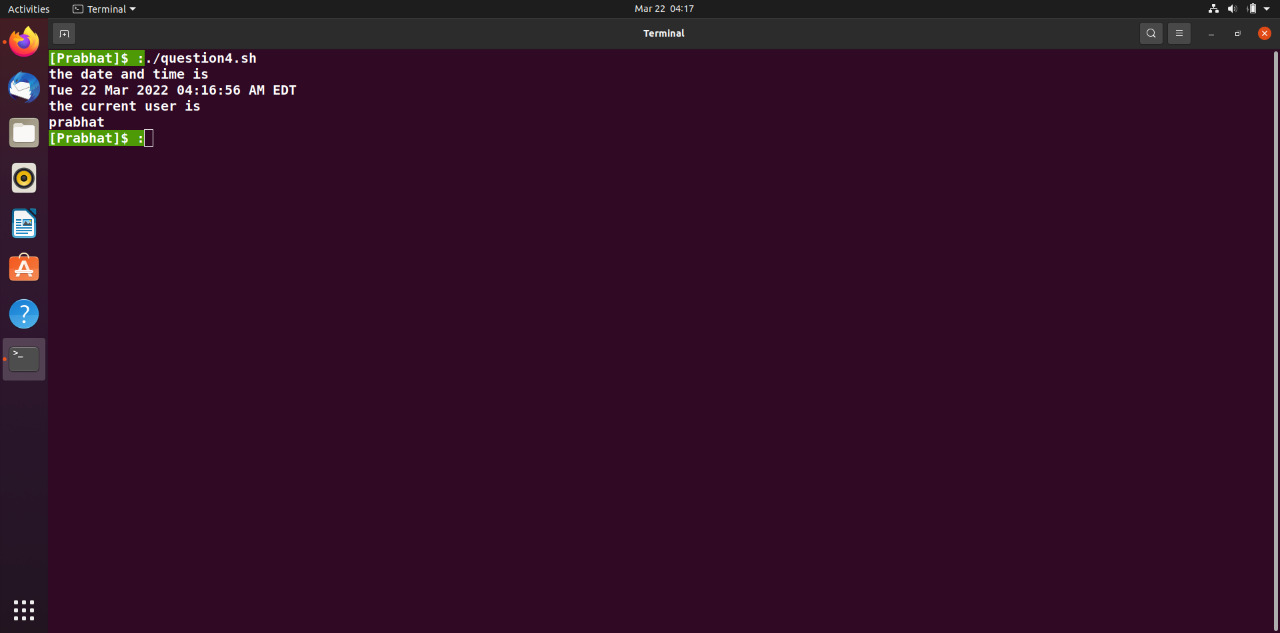 Activities Terminal Mar 22 04:17
Terminal
[Prabhat]$ :./question4.sh
the date and time is
Tue 22 Mar 2022 04:16:56 AM EDT
the current user is
prabhat
[Prabhat]$ :